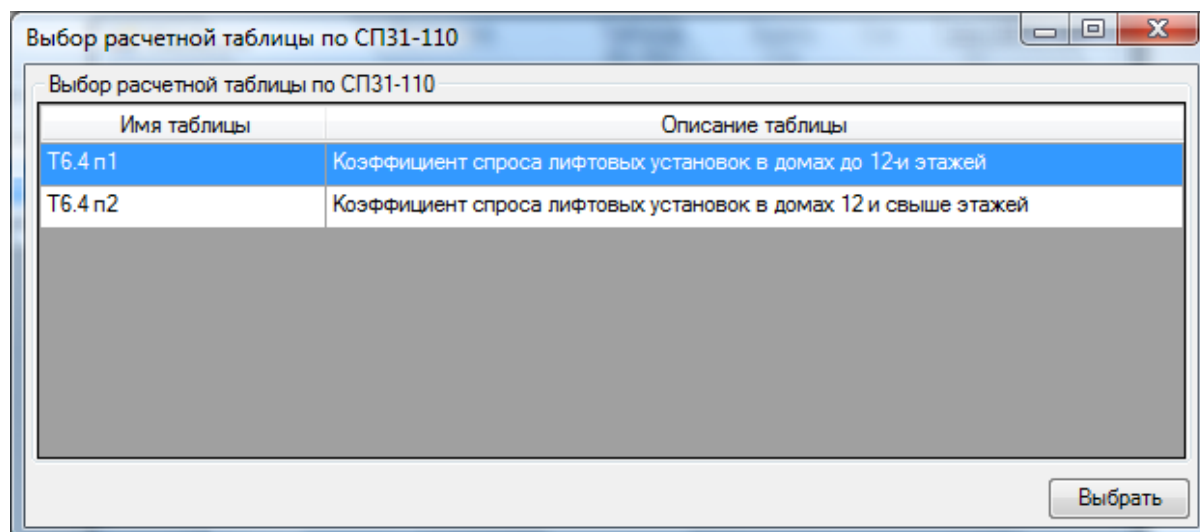 Выбор расчетной таблицы по СП31-110
Выбор расчетной таблицы по СП31-110
Имя таблицы Описание таблицы
Т6.4 п1 Коэффициент спроса лифтовых установок в домах до 12-и этажей
Т6.4 п2 Коэффициент спроса лифтовых установок в домах 12 и свыше этажей
Выбрать